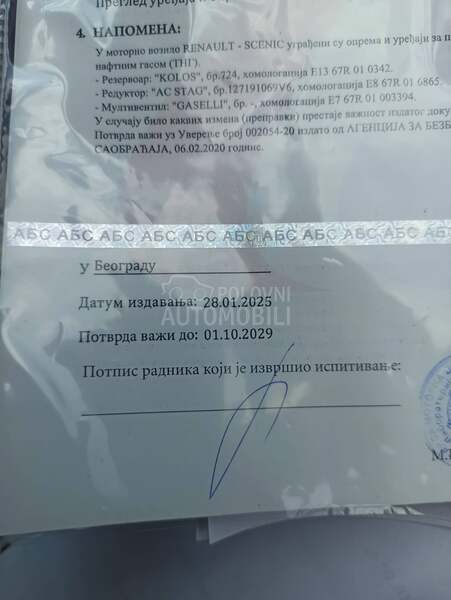 Преглед уређаја и
4. НАПОМЕНА:
У моторно возило RENAULT - SCENIC уграђени су опрема и уређаји за п
нафтним гасом (ТНГ).
- Резервоар: "KOLOS", бр.724, хомологација E13 67R 01 0342.
- Редуктор: "AC STAG", бр.127191069V6, хомологација E8 67R 01 6865.
- Мултивентил: "GASELLI", бр. -, хомологација E7 67R 01 003394.
У случају било каквих измена (преправки) престаје важност издатог доку
Потврда важи уз Уверење број 002054-20 издато од АГЕНЦИЈА ЗА БЕЗБ
САОБРАЋАЈА, 06.02.2020 године.
АБС АБС АБС АБС АБС АБС АБС АБС АБС АБС АБС
У Београду
POLOVNI
AUTOMOBILI
Датум издавања: 28.01.2025
Потврда важи до: 01.10.2029
Потпис радника који је извршио испитивање:
М.